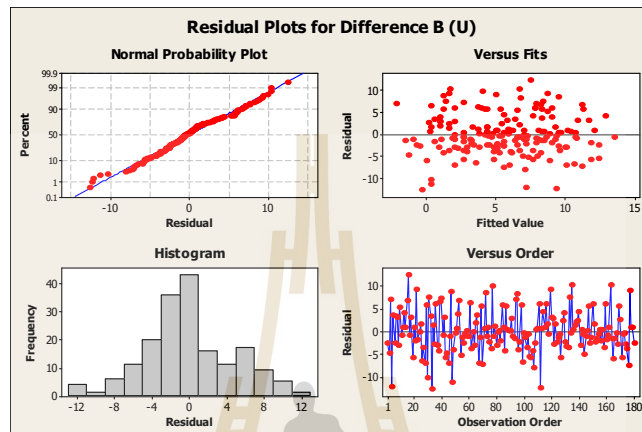 Residual Plots for Difference B (U)
Normal Probability Plot
Percent
99.9
99
90
50
10
1
0.1
-10 0 10
Residual
Versus Fits
Residual
10
5
0
-5
-10
0 5 10 15
Fitted Value
Histogram
Frequency
40
30
20
10
0
-12 -8 -4 0 4 8 12
Residual
Versus Order
Residual
10
5
0
-5
-10
1 20 40 60 80 100 120 140 160 180
Observation Order